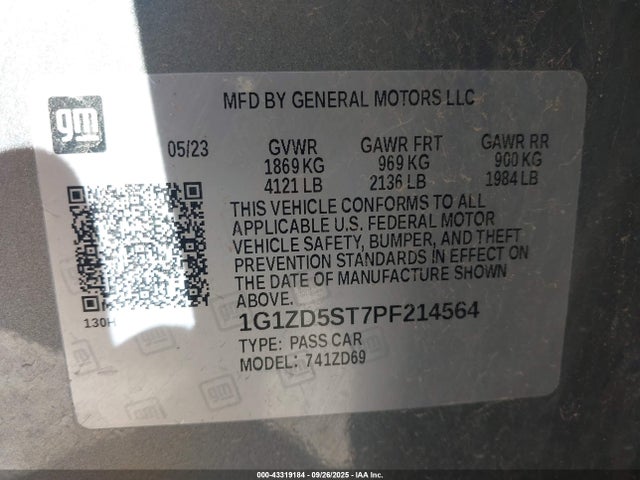 gm
MFD BY GENERAL MOTORS LLC
05/23 GVWR GAWR FRT GAWR RR
1869 KG 969 KG 900 KG
4121 LB 2136 LB 1984 LB
THIS VEHICLE CONFORMS TO ALL
APPLICABLE U.S. FEDERAL MOTOR
VEHICLE SAFETY, BUMPER, AND THEFT
PREVENTION STANDARDS IN EFFECT ON
THE DATE OF MANUFACTURE SHOWN
ABOVE.
130H
1G1ZD5ST7PF214564
TYPE: PASS CAR
MODEL: 741ZD69
000-43319184 - 09/26/2025 - IAA Inc.